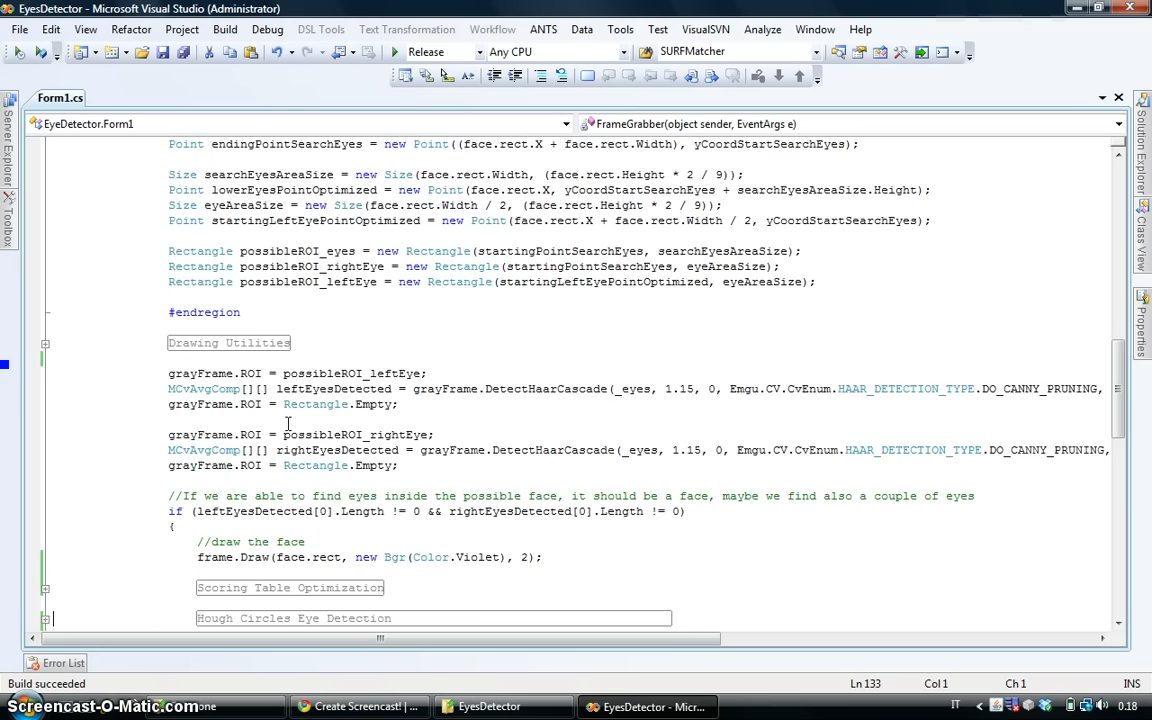 EyesDetector - Microsoft Visual Studio (Administrator)
File Edit View Refactor Project Build Debug DSL Tools Text Transformation Workflow ANTS Data Tools Test VisualSVN Analyze Window Help
Release Any CPU SURFMatcher
Form1.cs
EyeDetector.Form1 FrameGrabber(object sender, EventArgs e)
Server Explorer
Toolbox
Solution Explorer
Class View
Properties
Point endingPointSearchEyes = new Point((face.rect.X + face.rect.Width), yCoordStartSearchEyes);
Size searchEyesAreaSize = new Size(face.rect.Width, (face.rect.Height * 2 / 9));
Point lowerEyesPointOptimized = new Point(face.rect.X, yCoordStartSearchEyes + searchEyesAreaSize.Height);
Size eyeAreaSize = new Size(face.rect.Width / 2, (face.rect.Height * 2 / 9));
Point startingLeftEyePointOptimized = new Point(face.rect.X + face.rect.Width / 2, yCoordStartSearchEyes);
Rectangle possibleROI_eyes = new Rectangle(startingPointSearchEyes, searchEyesAreaSize);
Rectangle possibleROI_rightEye = new Rectangle(startingPointSearchEyes, eyeAreaSize);
Rectangle possibleROI_leftEye = new Rectangle(startingLeftEyePointOptimized, eyeAreaSize);
#endregion
Drawing Utilities
grayFrame.ROI = possibleROI_leftEye;
MCvAvgComp[][] leftEyesDetected = grayFrame.DetectHaarCascade(_eyes, 1.15, 0, Emgu.CV.CvEnum.HAAR_DETECTION_TYPE.DO_CANNY_PRUNING,
grayFrame.ROI = Rectangle.Empty;
grayFrame.ROI = possibleROI_rightEye;
MCvAvgComp[][] rightEyesDetected = grayFrame.DetectHaarCascade(_eyes, 1.15, 0, Emgu.CV.CvEnum.HAAR_DETECTION_TYPE.DO_CANNY_PRUNING,
grayFrame.ROI = Rectangle.Empty;
//If we are able to find eyes inside the possible face, it should be a face, maybe we find also a couple of eyes
if (leftEyesDetected[0].Length != 0 && rightEyesDetected[0].Length != 0)
{
//draw the face
frame.Draw(face.rect, new Bgr(Color.Violet), 2);
Scoring Table Optimization
Hough Circles Eye Detection
Error List
Build succeeded Ln 133 Col 1 Ch 1 INS
Screencast-O-Matic.com Create Screencast! | ... EyesDetector EyesDetector - Micr... IT 0.18